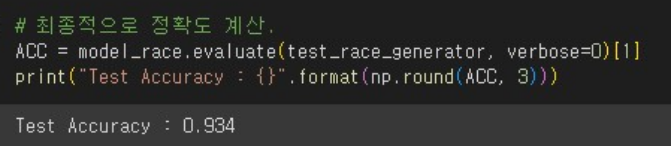 # 최종적으로 정확도 계산.
ACC = model_race.evaluate(test_race_generator, verbose=0)[1]
print("Test Accuracy : {}".format(np.round(ACC, 3)))
Test Accuracy : 0.934